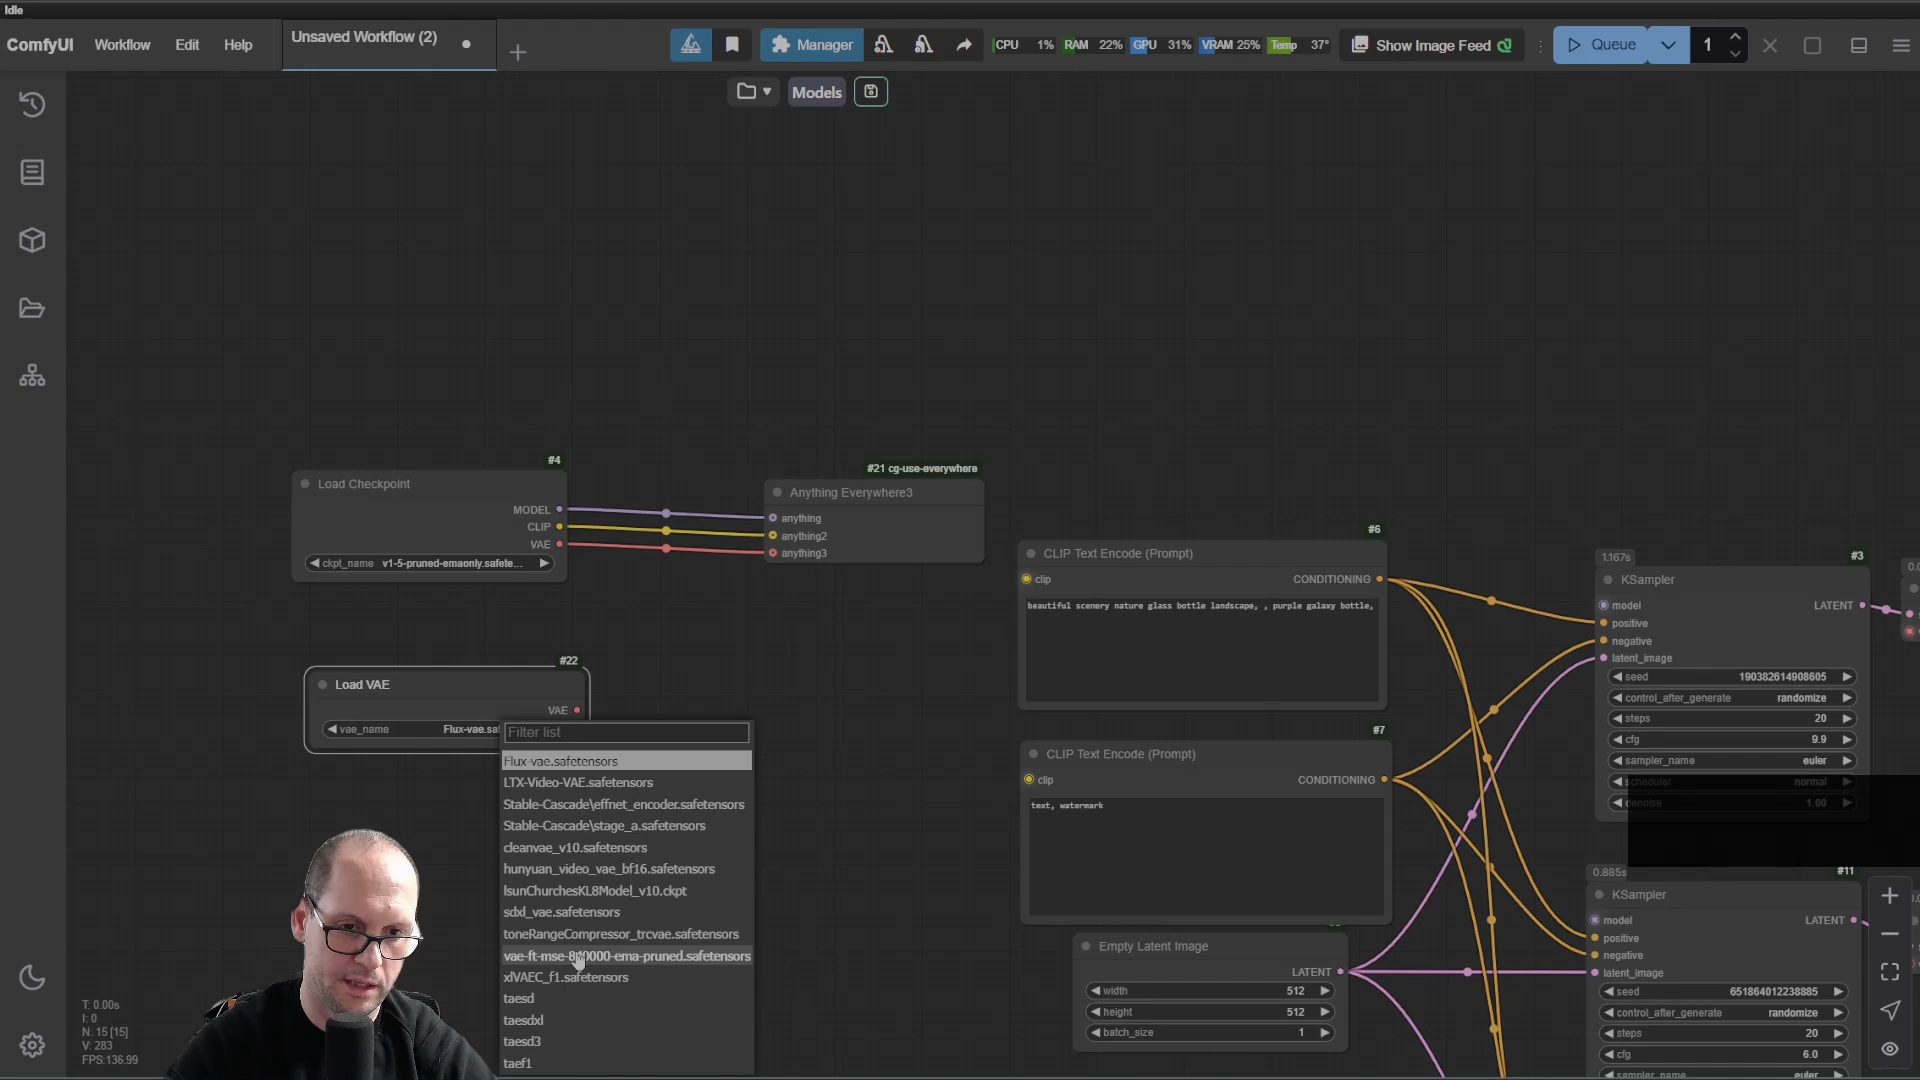 Idle
ComfyUI
Workflow
Edit
Help
Unsaved Workflow (2)
Manager
CPU 1%
RAM 22%
GPU 31%
VRAM 25%
Temp 37°
Show Image Feed
Queue
1
Models
#4
Load Checkpoint
MODEL
CLIP
VAE
ckpt_name v1-5-pruned-emaonly.safete...
#21 cg-use-everywhere
Anything Everywhere3
anything
anything2
anything3
#22
Load VAE
VAE
vae_name Flux-vae.saf
Filter list
Flux-vae.safetensors
LTX-Video-VAE.safetensors
Stable-Cascade\effnet_encoder.safetensors
Stable-Cascade\stage_a.safetensors
cleanvae_v10.safetensors
hunyuan_video_vae_bf16.safetensors
lsunChurchesKL8Model_v10.ckpt
sdxl_vae.safetensors
toneRangeCompressor_trcvae.safetensors
vae-ft-mse-840000-ema-pruned.safetensors
xlVAEC_f1.safetensors
taesd
taesdxl
taesd3
taef1
#6
CLIP Text Encode (Prompt)
clip CONDITIONING
beautiful scenery nature glass bottle landscape, , purple galaxy bottle,
#7
CLIP Text Encode (Prompt)
clip CONDITIONING
text, watermark
Empty Latent Image
LATENT
width 512
height 512
batch_size 1
1.167s
#3
KSampler
model LATENT
positive
negative
latent_image
seed 190382614908605
control_after_generate randomize
steps 20
cfg 9.9
sampler_name euler
scheduler normal
denoise 1.00
0.885s
#11
KSampler
model LATENT
positive
negative
latent_image
seed 651864012238885
control_after_generate randomize
steps 20
cfg 6.0
sampler_name euler
T: 0.00s
I: 0
N: 15 [15]
V: 283
FPS:136.99